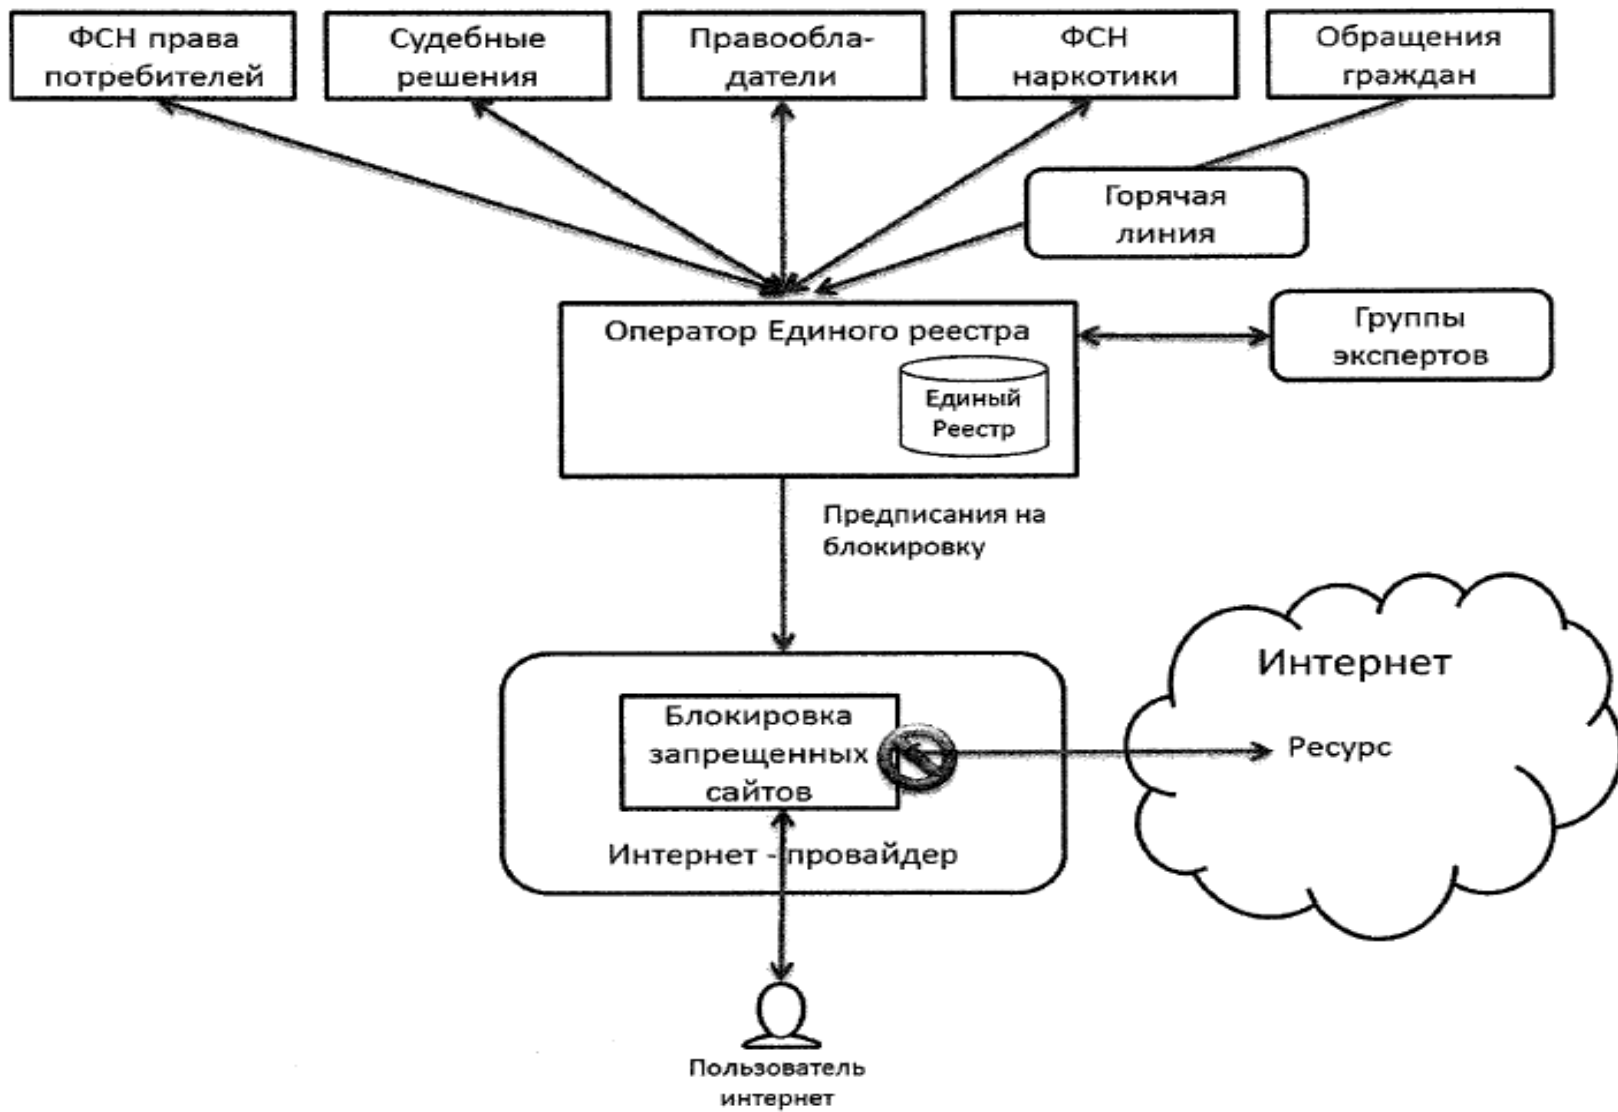 ФСН права
потребителей
Судебные
решения
Правообла-
датели
ФСН
наркотики
Обращения
граждан
Горячая
линия
Оператор Единого реестра
Единый
Реестр
Группы
экспертов
Предписания на
блокировку
Интернет
Ресурс
Блокировка
запрещенных
сайтов
Интернет - провайдер
Пользователь
интернет